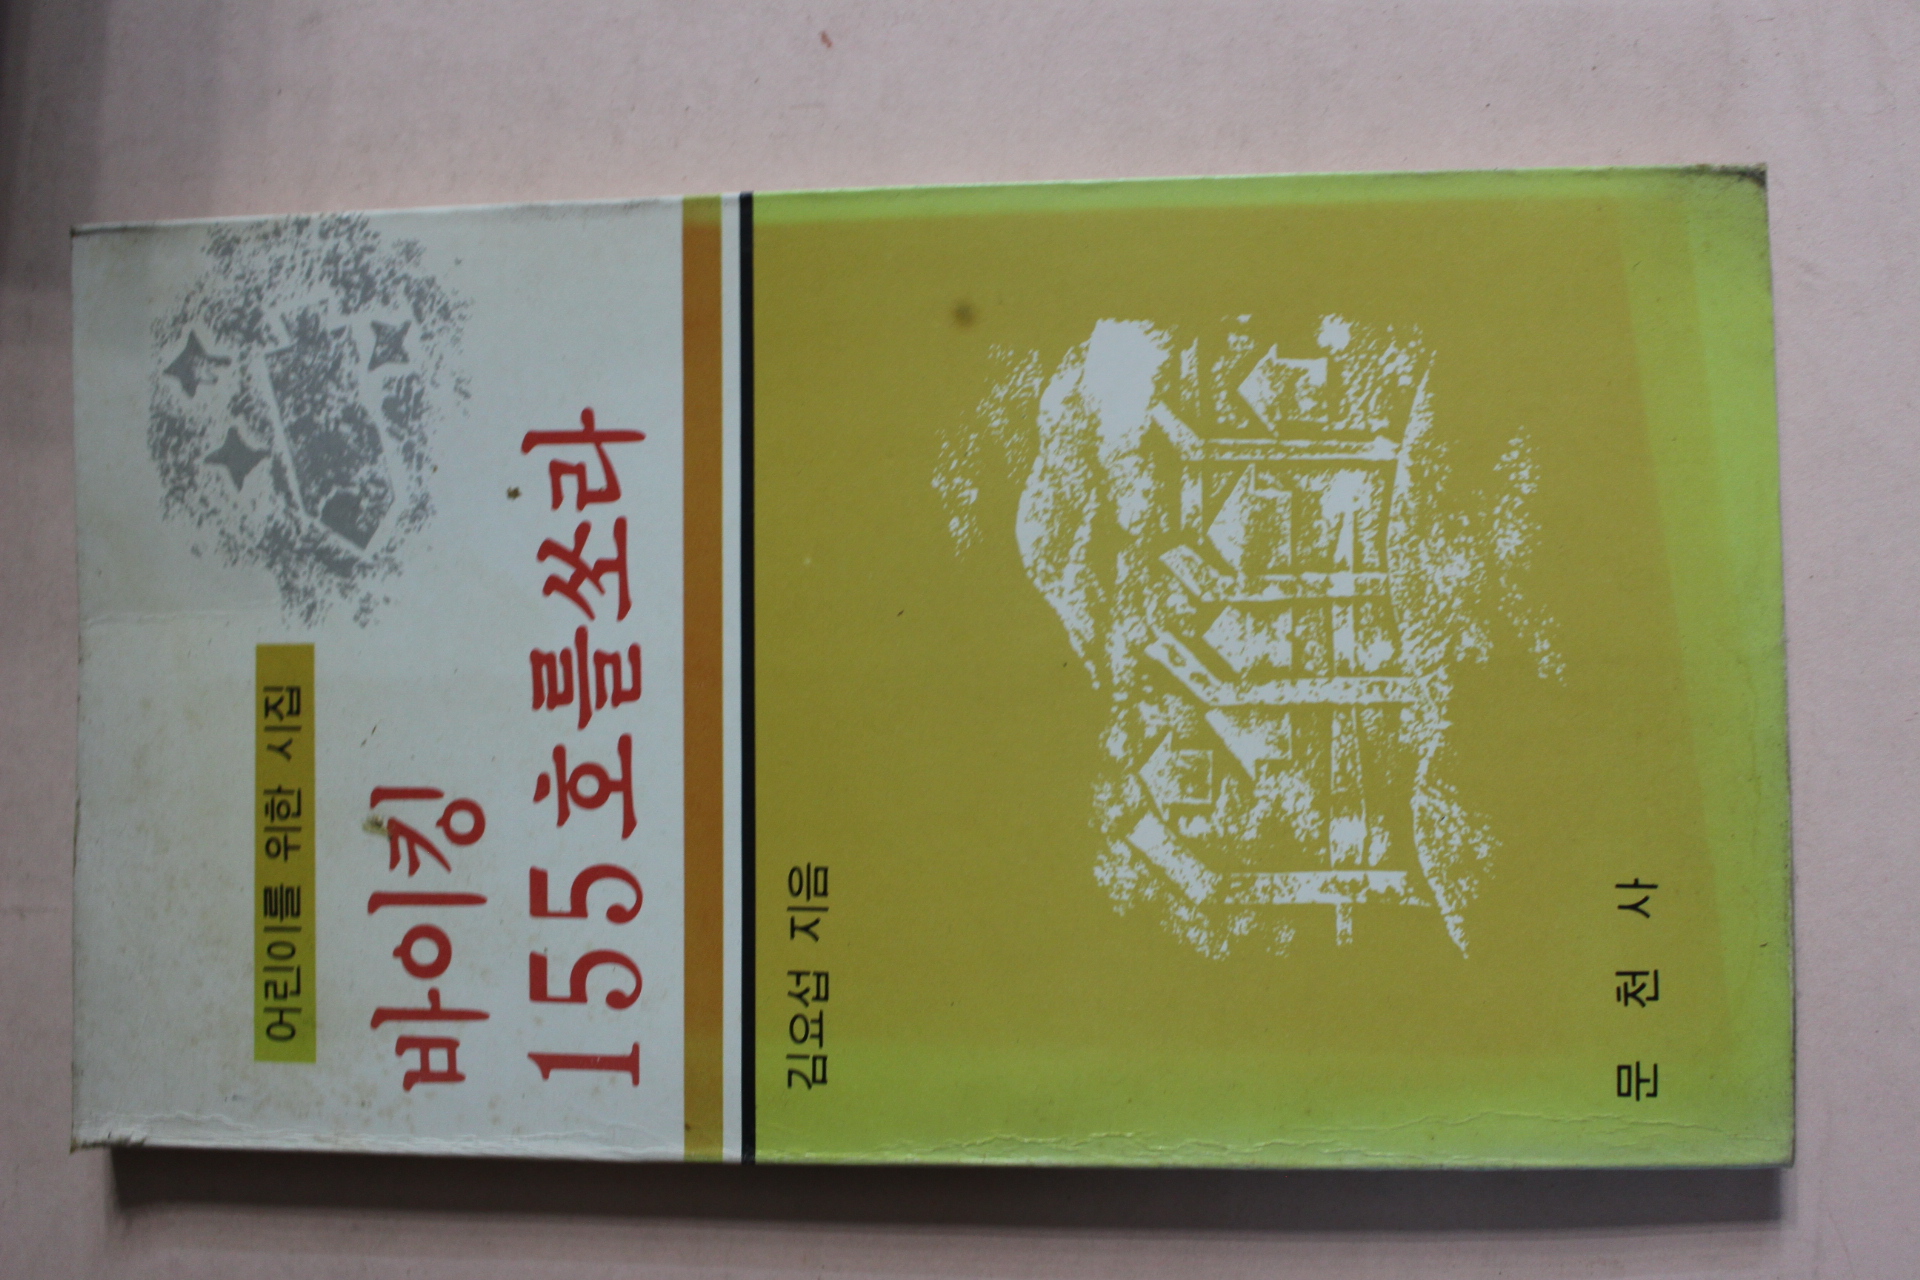 어린이를 위한 시집
바이킹
155호를쏘라
김요섭 지음
문천사